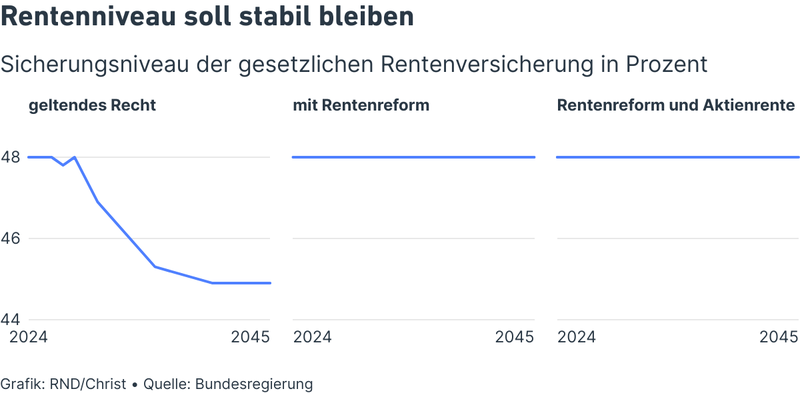 Rentenniveau soll stabil bleiben
Sicherungsniveau der gesetzlichen Rentenversicherung in Prozent
geltendes Recht
mit Rentenreform
Rentenreform und Aktienrente
48
46
44
2024 2045
2024 2045
2024 2045
Grafik: RND/Christ • Quelle: Bundesregierung